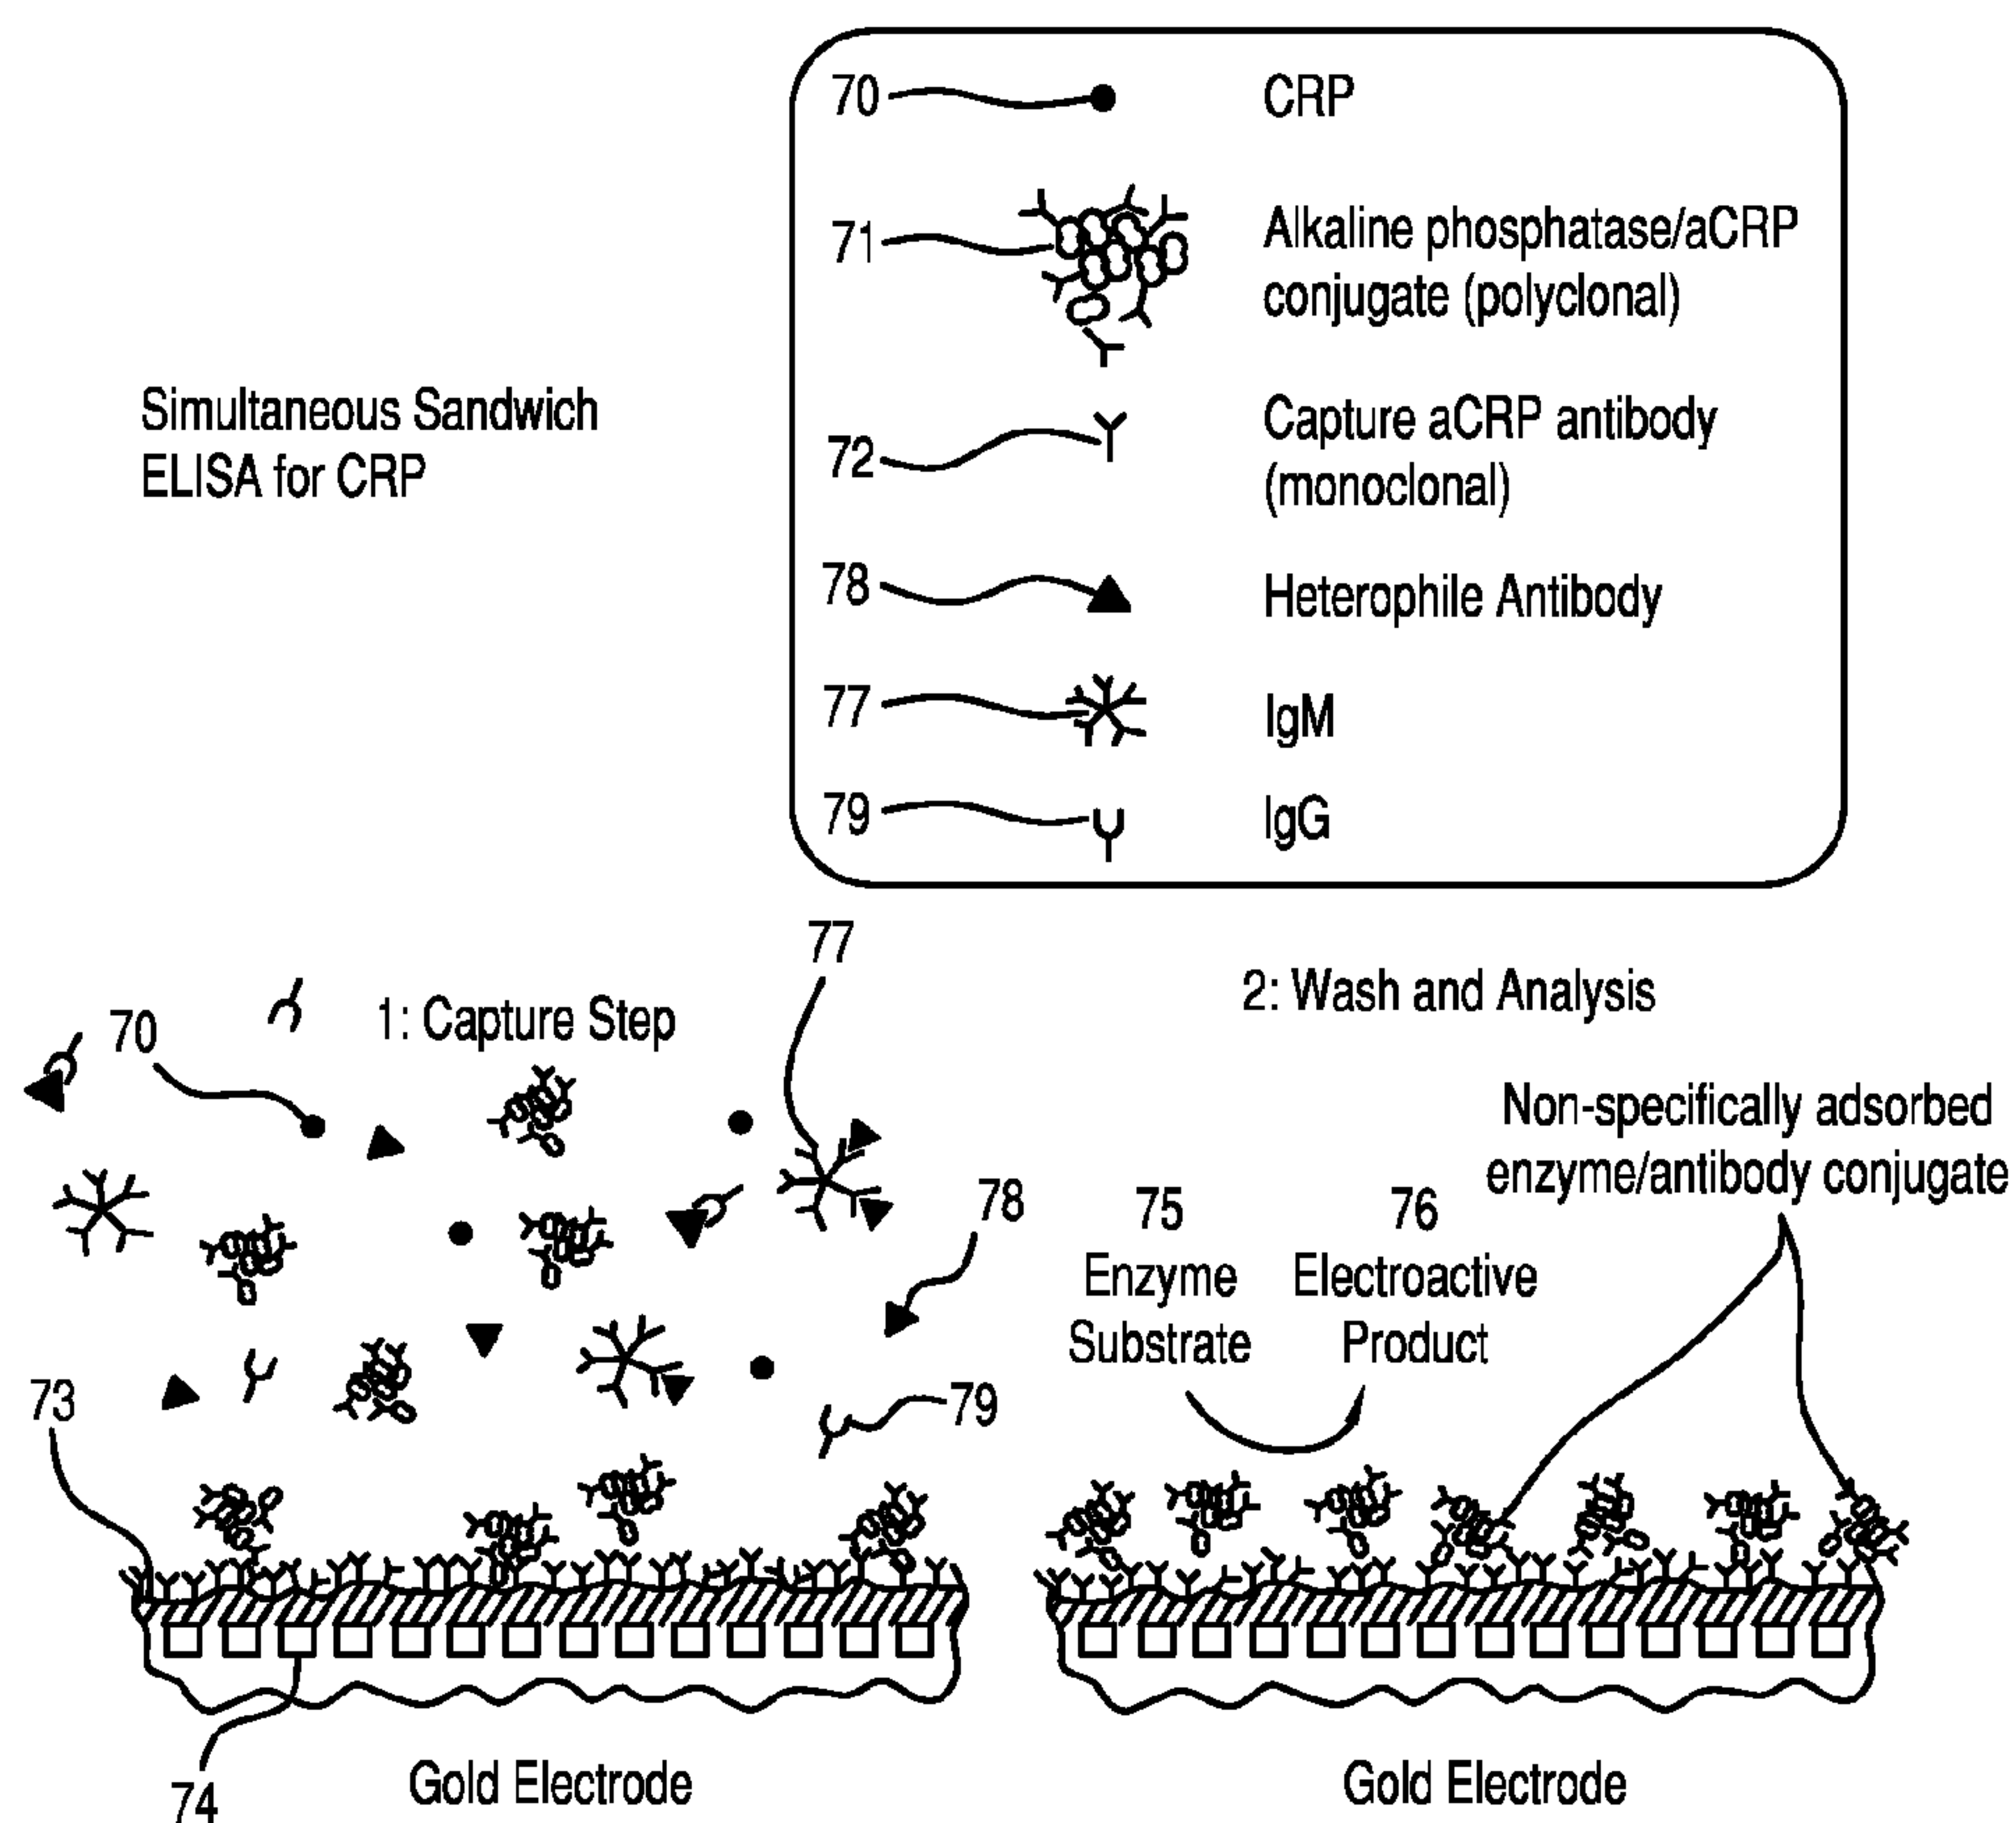 70 CRP
71 Alkaline phosphatase/aCRP
conjugate (polyclonal)
Simultaneous Sandwich
ELISA for CRP
72 Capture aCRP antibody
(monoclonal)
78 Heterophile Antibody
77 IgM
79 IgG
77
1: Capture Step
70
78
73
79
74
Gold Electrode
2: Wash and Analysis
Non-specifically adsorbed
enzyme/antibody conjugate
75
Enzyme
Substrate
76
Electroactive
Product
Gold Electrode